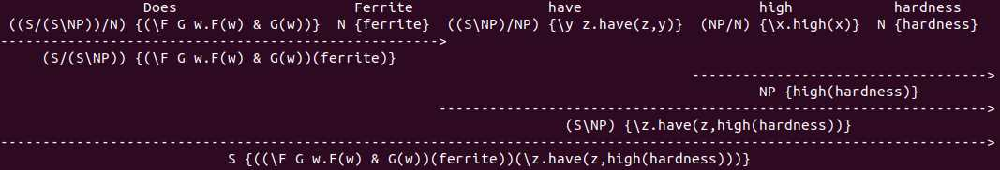 Does Ferrite have high hardness
((S/(S\NP))/N) {(\F G w.F(w) & G(w))} N {ferrite} ((S\NP)/NP) {\y z.have(z,y)} (NP/N) {\x.high(x)} N {hardness}
---------------------------------------------------->
(S/(S\NP)) {(\F G w.F(w) & G(w))(ferrite)}
----------------------------------->
NP {high(hardness)}
----------------------------------------------------------------->
(S\NP) {\z.have(z,high(hardness))}
---------------------------------------------------------------------------------------------------------------------->
S {((\F G w.F(w) & G(w))(ferrite))(\z.have(z,high(hardness)))}